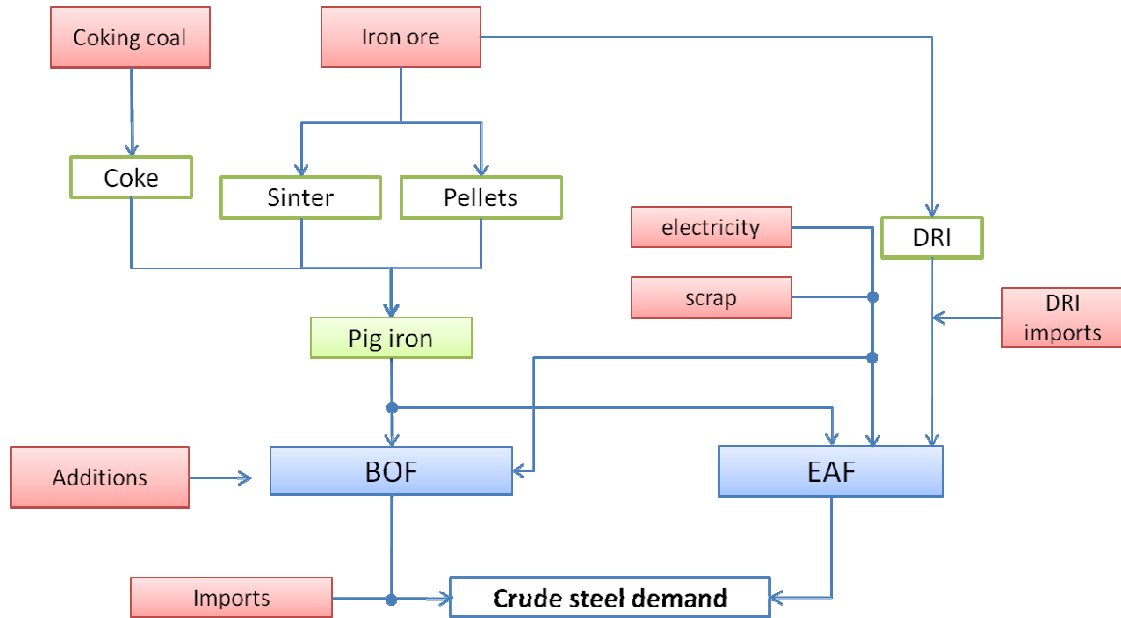 Coking coal
Iron ore
Coke
Sinter
Pellets
electricity
DRI
scrap
DRI
imports
Pig iron
BOF
EAF
Additions
Imports
Crude steel demand